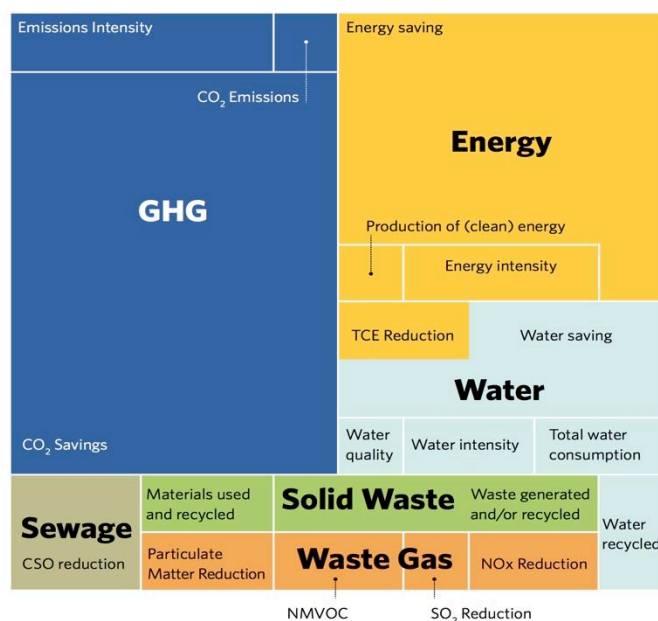 Emissions Intensity
CO₂ Emissions
GHG
CO₂ Savings
Energy saving
Energy
Production of (clean) energy
Energy intensity
TCE Reduction
Water saving
Water
Water
quality
Water intensity
Total water
consumption
Water
recycled
Sewage
CSO reduction
Materials used
and recycled
Solid Waste
Waste generated
and/or recycled
Particulate
Matter Reduction
Waste Gas
NOx Reduction
NMVOC
SO₂ Reduction